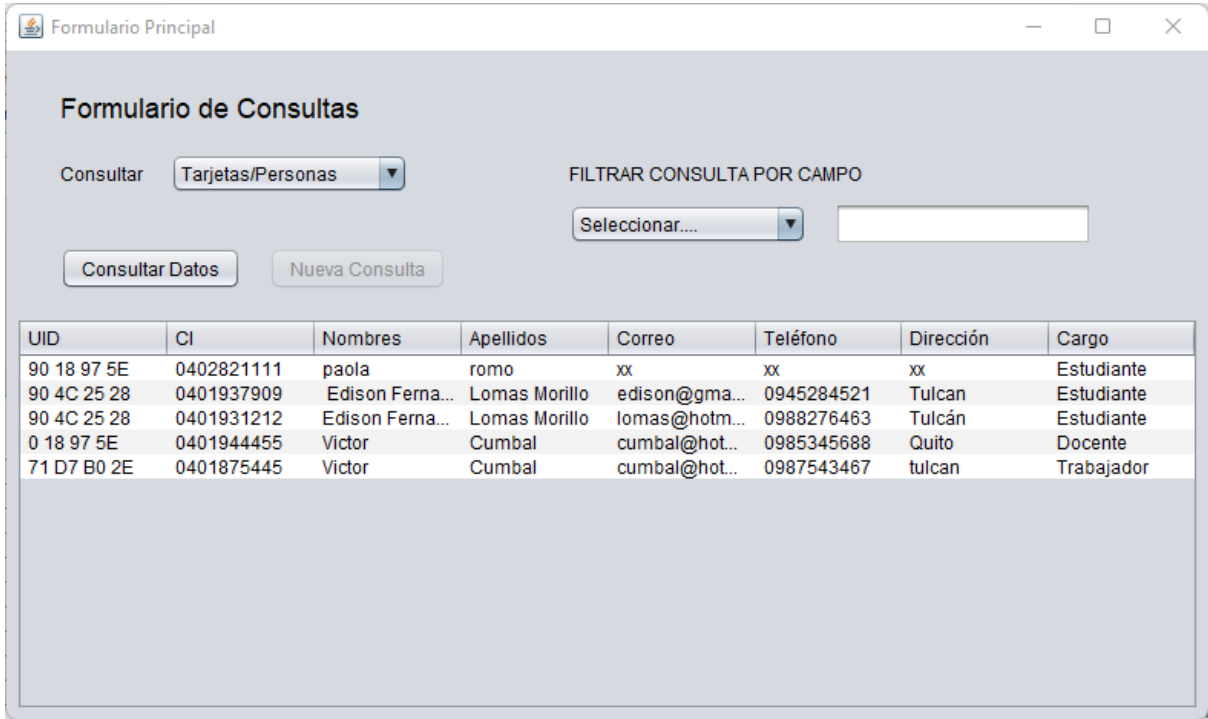 Formulario Principal
Formulario de Consultas
Consultar Tarjetas/Personas FILTRAR CONSULTA POR CAMPO
Seleccionar....
Consultar Datos Nueva Consulta
UID CI Nombres Apellidos Correo Teléfono Dirección Cargo
90 18 97 5E 0402821111 paola romo xx xx xx Estudiante
90 4C 25 28 0401937909 Edison Ferna... Lomas Morillo edison@gma... 0945284521 Tulcan Estudiante
90 4C 25 28 0401931212 Edison Ferna... Lomas Morillo lomas@hotm... 0988276463 Tulcán Estudiante
0 18 97 5E 0401944455 Victor Cumbal cumbal@hot... 0985345688 Quito Docente
71 D7 B0 2E 0401875445 Victor Cumbal cumbal@hot... 0987543467 tulcan Trabajador